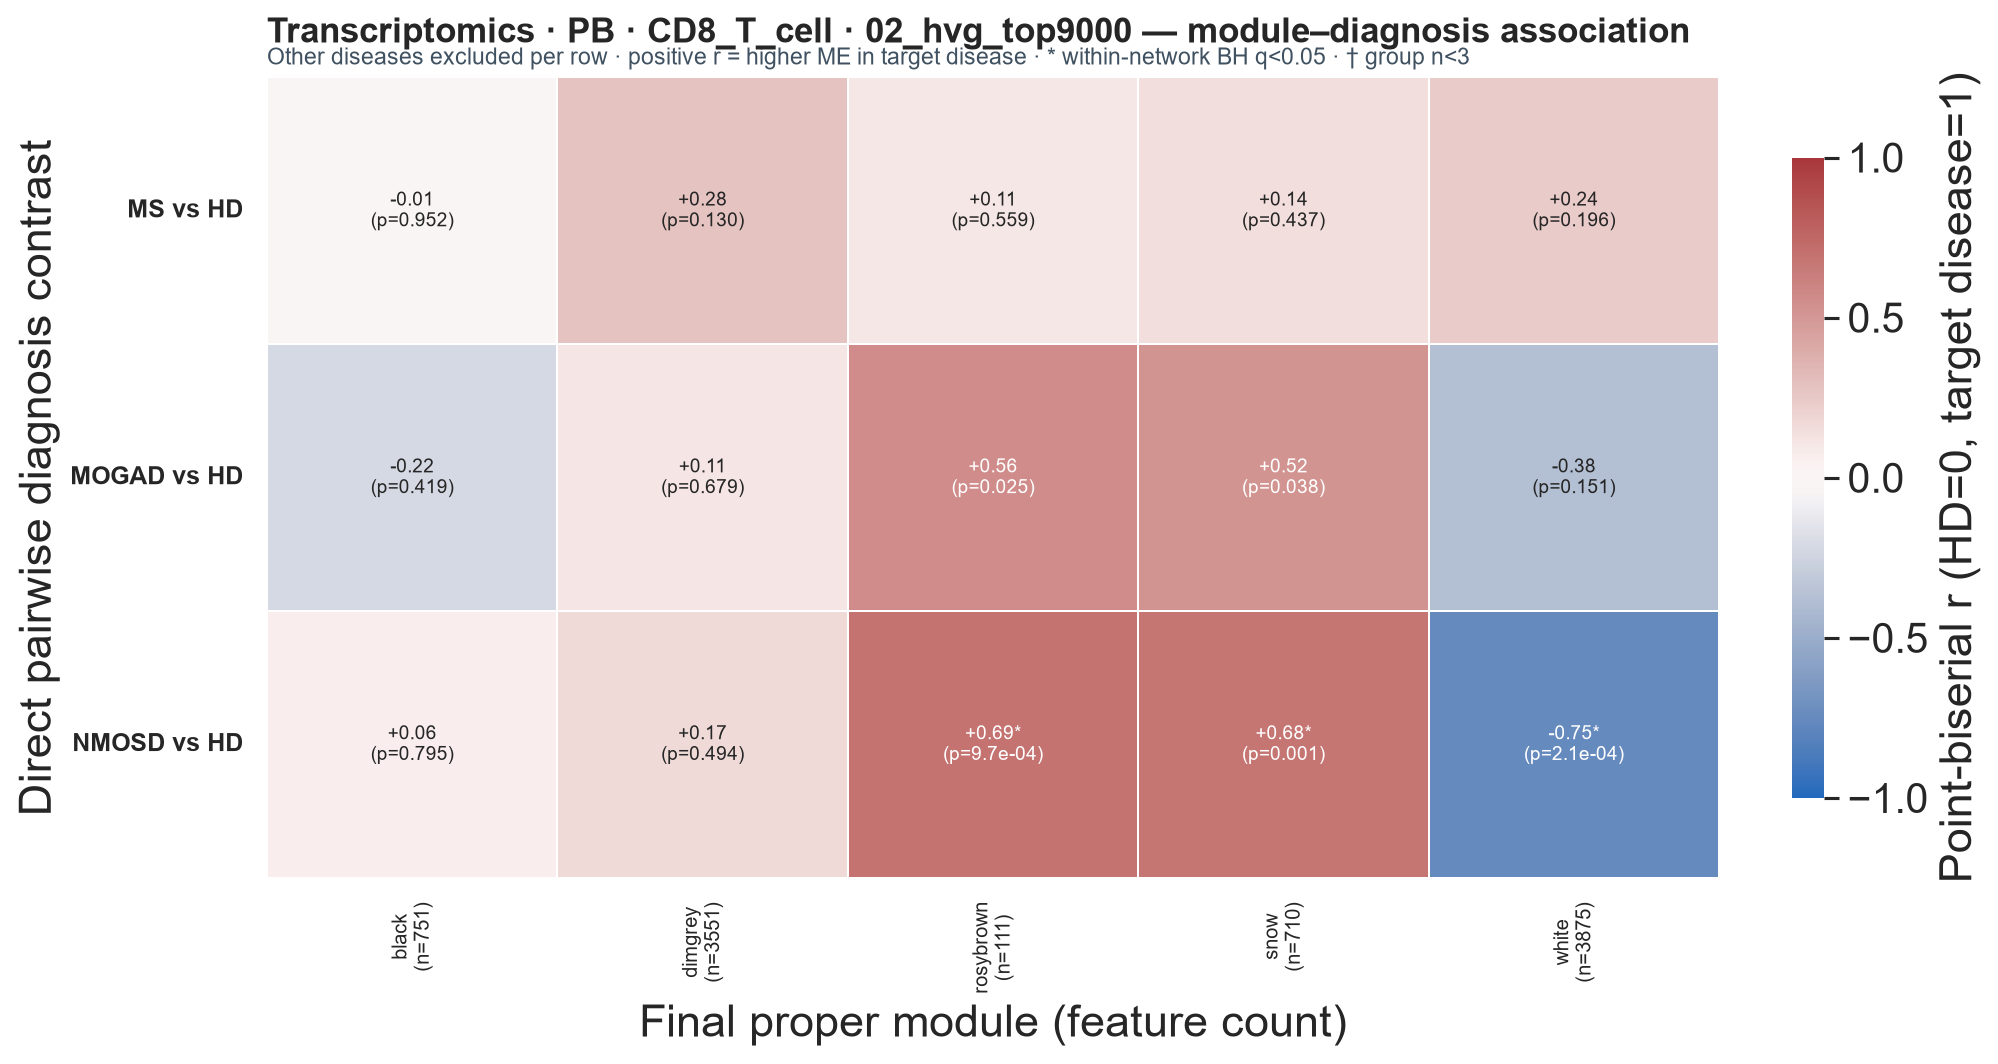 Transcriptomics · PB · CD8_T_cell · 02_hvg_top9000 — module–diagnosis association
Other diseases excluded per row · positive r = higher ME in target disease · * within-network BH q<0.05 · † group n<3
Direct pairwise diagnosis contrast
MS vs HD
-0.01
(p=0.952)
+0.28
(p=0.130)
+0.11
(p=0.559)
+0.14
(p=0.437)
+0.24
(p=0.196)
MOGAD vs HD
-0.22
(p=0.419)
+0.11
(p=0.679)
+0.56
(p=0.025)
+0.52
(p=0.038)
-0.38
(p=0.151)
NMOSD vs HD
+0.06
(p=0.795)
+0.17
(p=0.494)
+0.69*
(p=9.7e-04)
+0.68*
(p=0.001)
-0.75*
(p=2.1e-04)
black
(n=751)
dimgrey
(n=3551)
rosybrown
(n=111)
snow
(n=710)
white
(n=3875)
Final proper module (feature count)
1.0
0.5
0.0
−0.5
−1.0
Point-biserial r (HD=0, target disease=1)